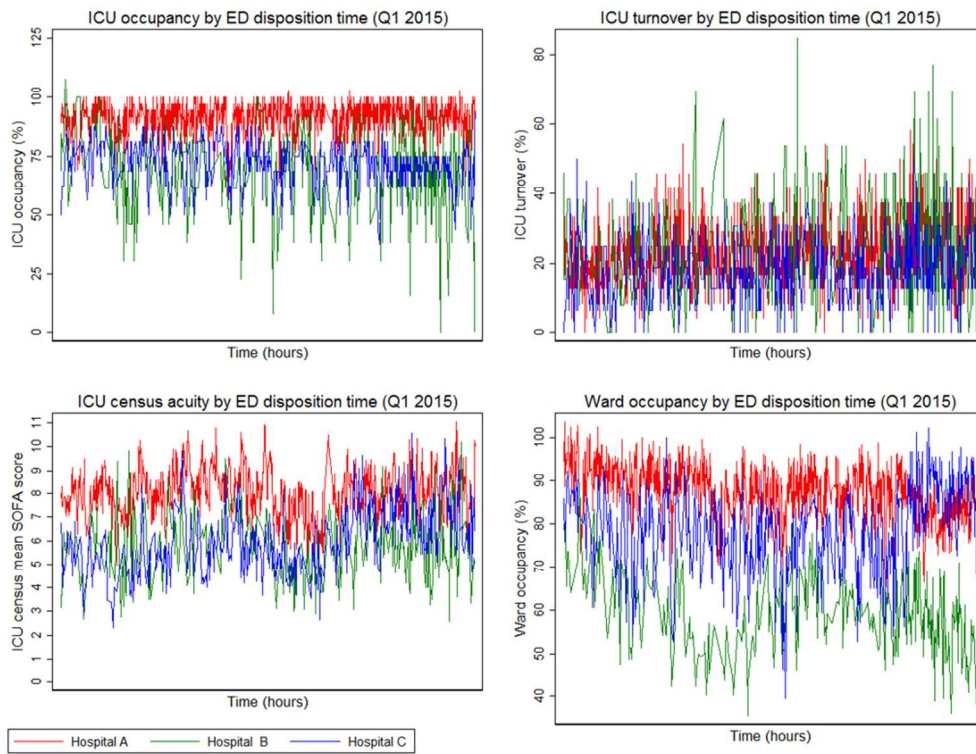 ICU occupancy by ED disposition time (Q1 2015)
ICU occupancy (%)
125
100
75
50
25
0
Time (hours)
ICU turnover by ED disposition time (Q1 2015)
ICU turnover (%)
80
60
40
20
0
Time (hours)
ICU census acuity by ED disposition time (Q1 2015)
ICU census mean SOFA score
11
10
9
8
7
6
5
4
3
2
1
0
Time (hours)
Ward occupancy by ED disposition time (Q1 2015)
Ward occupancy (%)
100
90
80
70
60
50
40
Time (hours)
Hospital A Hospital B Hospital C